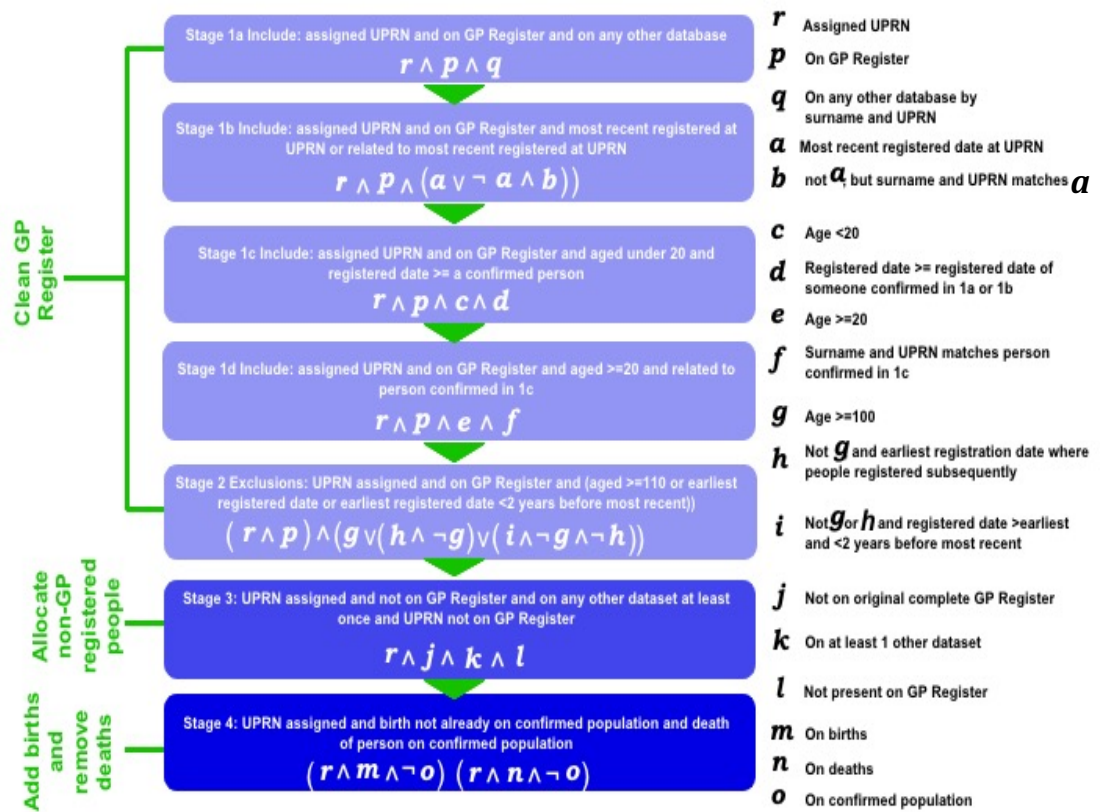 Clean GP
Register
Allocate
non-GP
registered
people
Add births
and
remove
deaths
Stage 1a Include: assigned UPRN and on GP Register and on any other database
r ∧ p ∧ q
Stage 1b Include: assigned UPRN and on GP Register and most recent registered at
UPRN or related to most recent registered at UPRN
r ∧ p ∧ (a ∨ ¬ a ∧ b))
Stage 1c Include: assigned UPRN and on GP Register and aged under 20 and
registered date >= a confirmed person
r ∧ p ∧ c ∧ d
Stage 1d Include: assigned UPRN and on GP Register and aged >=20 and related to
person confirmed in 1c
r ∧ p ∧ e ∧ f
Stage 2 Exclusions: UPRN assigned and on GP Register and (aged >=110 or earliest
registered date or earliest registered date <2 years before most recent))
( r ∧ p ) ∧ (g ∨ (h ∧ ¬ g) ∨ (i ∧ ¬ g ∧ ¬ h))
Stage 3: UPRN assigned and not on GP Register and on any other dataset at least
once and UPRN not on GP Register
r ∧ j ∧ k ∧ l
Stage 4: UPRN assigned and birth not already on confirmed population and death
of person on confirmed population
(r ∧ m ∧ ¬ o) (r ∧ n ∧ ¬ o)
r Assigned UPRN
p On GP Register
q On any other database by
surname and UPRN
a Most recent registered date at UPRN
b not a, but surname and UPRN matches a
c Age <20
d Registered date >= registered date of
someone confirmed in 1a or 1b
e Age >=20
f Surname and UPRN matches person
confirmed in 1c
g Age >=100
h Not g and earliest registration date where
people registered subsequently
i Not g or h and registered date >earliest
and <2 years before most recent
j Not on original complete GP Register
k On at least 1 other dataset
l Not present on GP Register
m On births
n On deaths
o On confirmed population